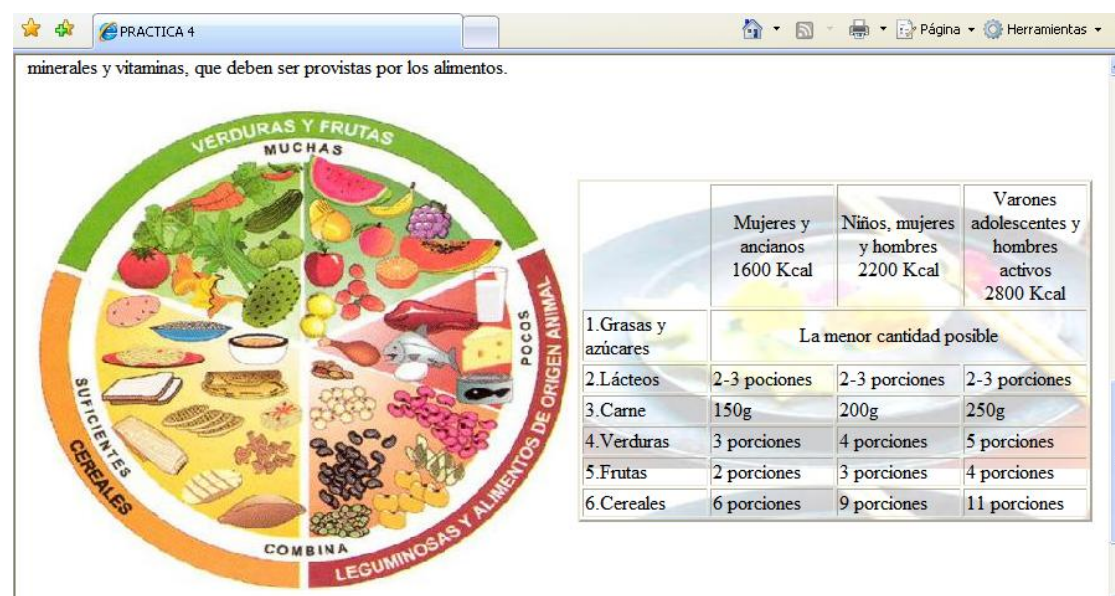 PRACTICA 4
Página
Herramientas
minerales y vitaminas, que deben ser provistas por los alimentos.
VERDURAS Y FRUTAS
MUCHAS
POCOS
LEGUMINOSAS Y ALIMENTOS DE ORIGEN ANIMAL
SUFICIENTES
CEREALES
COMBINA
Mujeres y
ancianos
1600 Kcal
Niños, mujeres
y hombres
2200 Kcal
Varones
adolescentes y
hombres
activos
2800 Kcal
1.Grasas y
azúcares
La menor cantidad posible
2.Lácteos
2-3 pociones
2-3 porciones
2-3 porciones
3.Carne
150g
200g
250g
4.Verduras
3 porciones
4 porciones
5 porciones
5.Frutas
2 porciones
3 porciones
4 porciones
6.Cereales
6 porciones
9 porciones
11 porciones